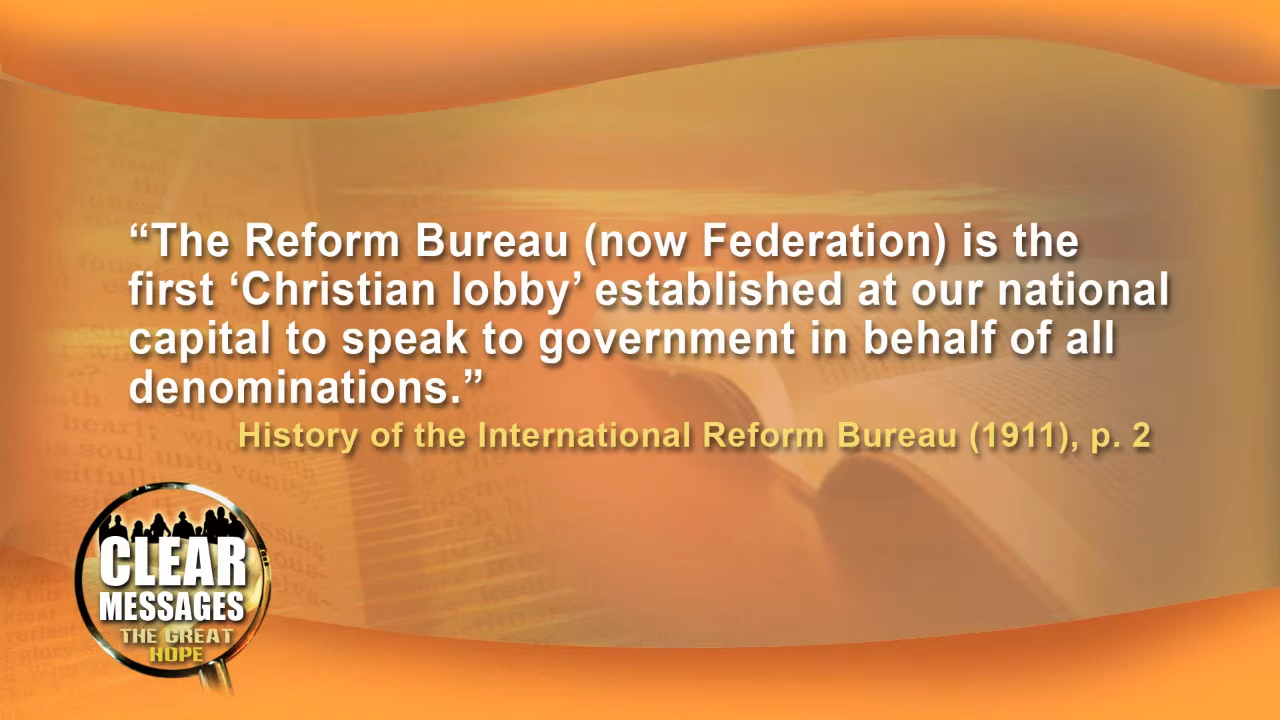 “The Reform Bureau (now Federation) is the
first ‘Christian lobby’ established at our national
capital to speak to government in behalf of all
denominations.”
History of the International Reform Bureau (1911), p. 2
CLEAR
MESSAGES
THE GREAT
HOPE